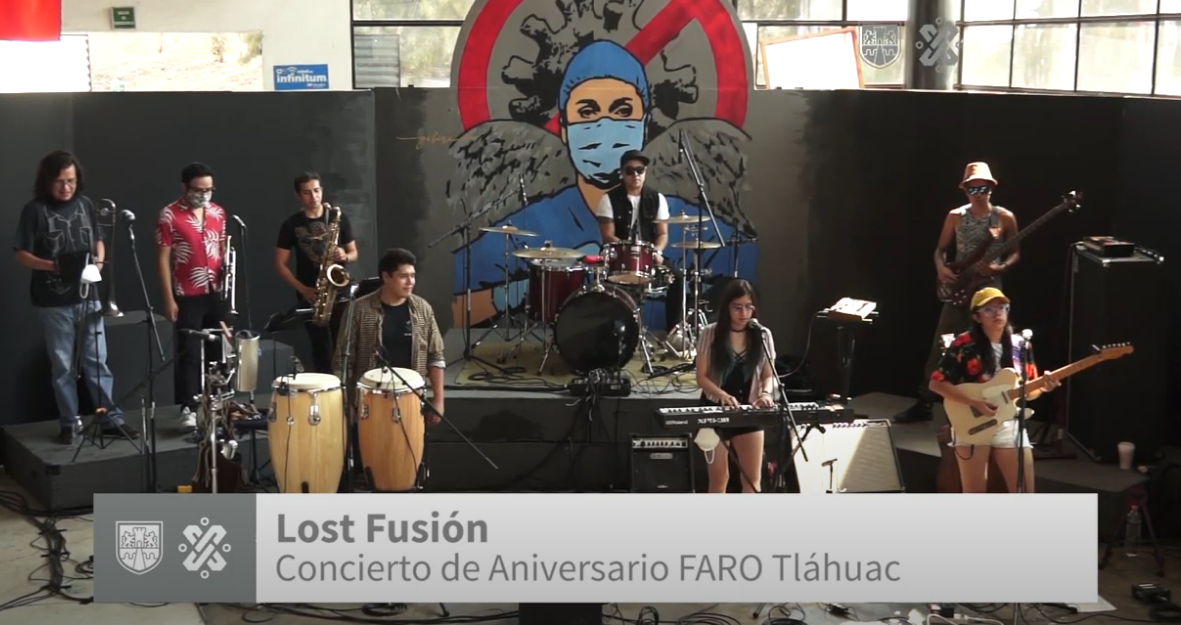 infinitum
Lost Fusión
Concierto de Aniversario FARO Tláhuac